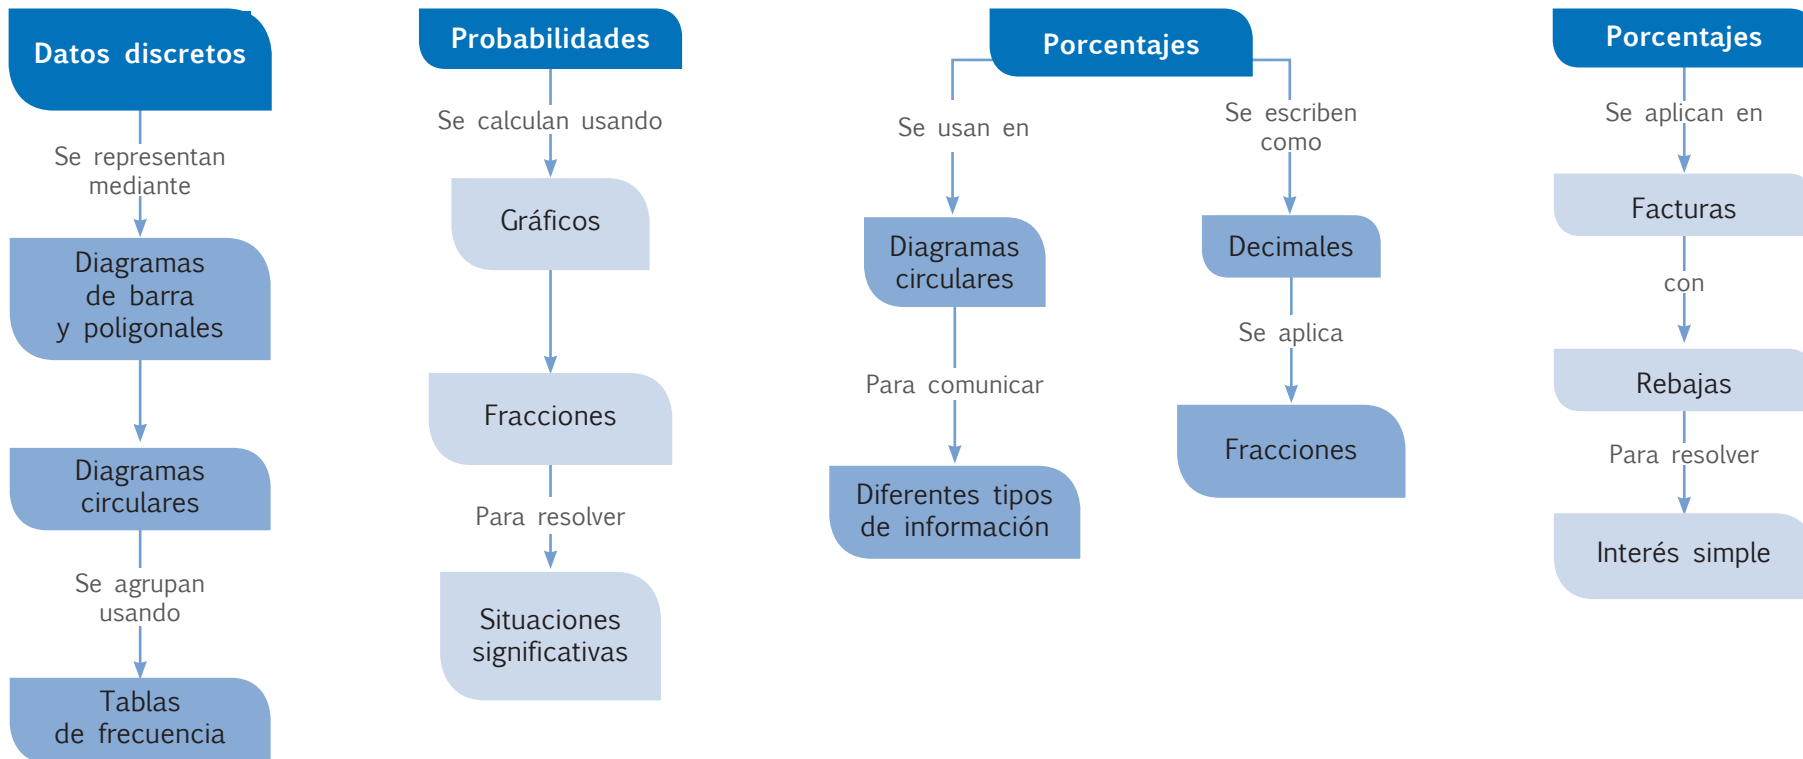 Datos discretos
Se representan
mediante
Diagramas
de barra
y poligonales
Diagramas
circulares
Se agrupan
usando
Tablas
de frecuencia
Probabilidades
Se calculan usando
Gráficos
Fracciones
Para resolver
Situaciones
significativas
Porcentajes
Se usan en
Diagramas
circulares
Para comunicar
Diferentes tipos
de información
Se escriben
como
Decimales
Se aplica
Fracciones
Porcentajes
Se aplican en
Facturas
con
Rebajas
Para resolver
Interés simple